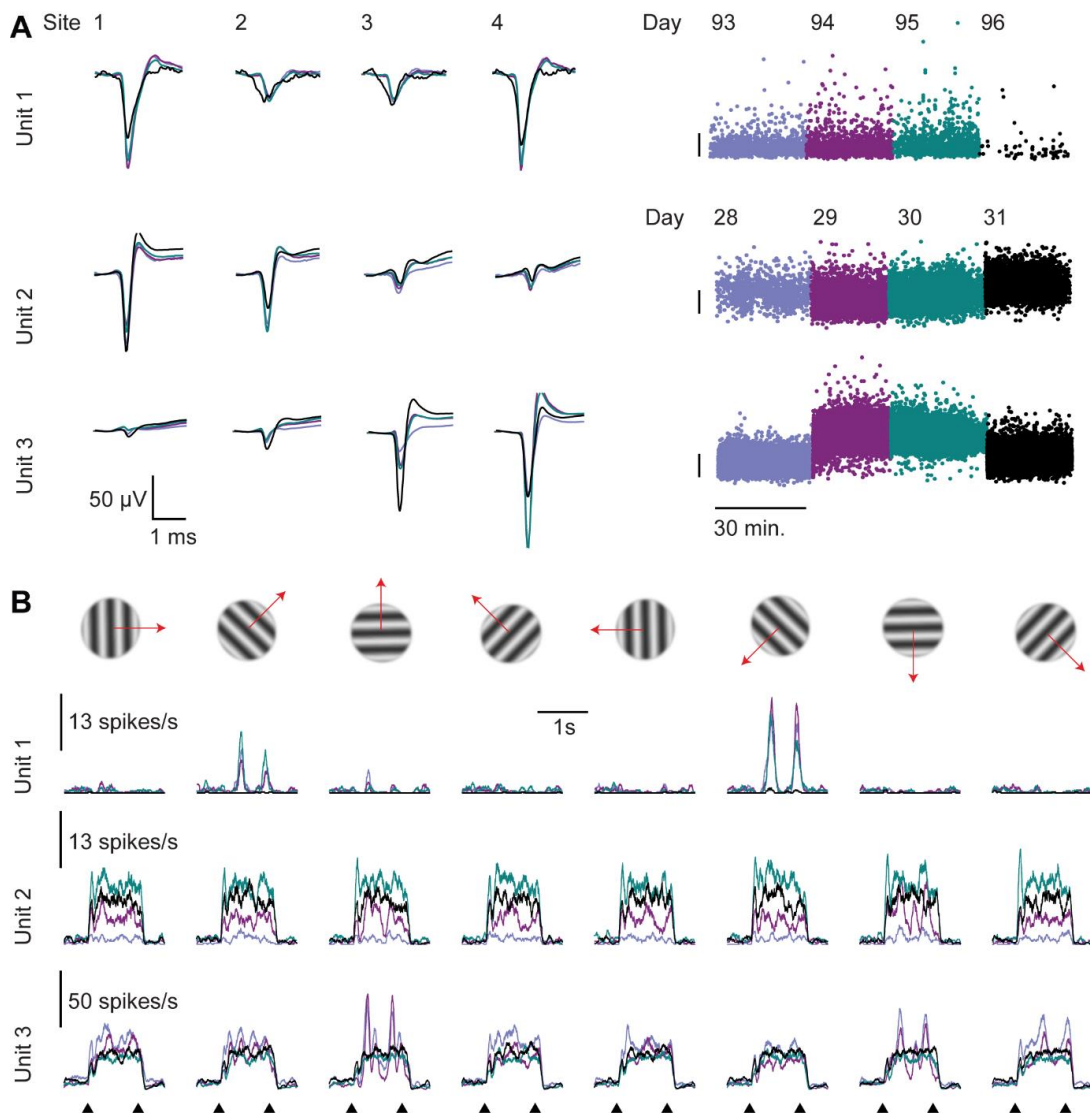 A
Site 1 2 3 4
Day 93 94 95 96
Unit 1
Day 28 29 30 31
Unit 2
Unit 3
50 µV
1 ms
30 min.
B
13 spikes/s
1s
Unit 1
13 spikes/s
Unit 2
50 spikes/s
Unit 3